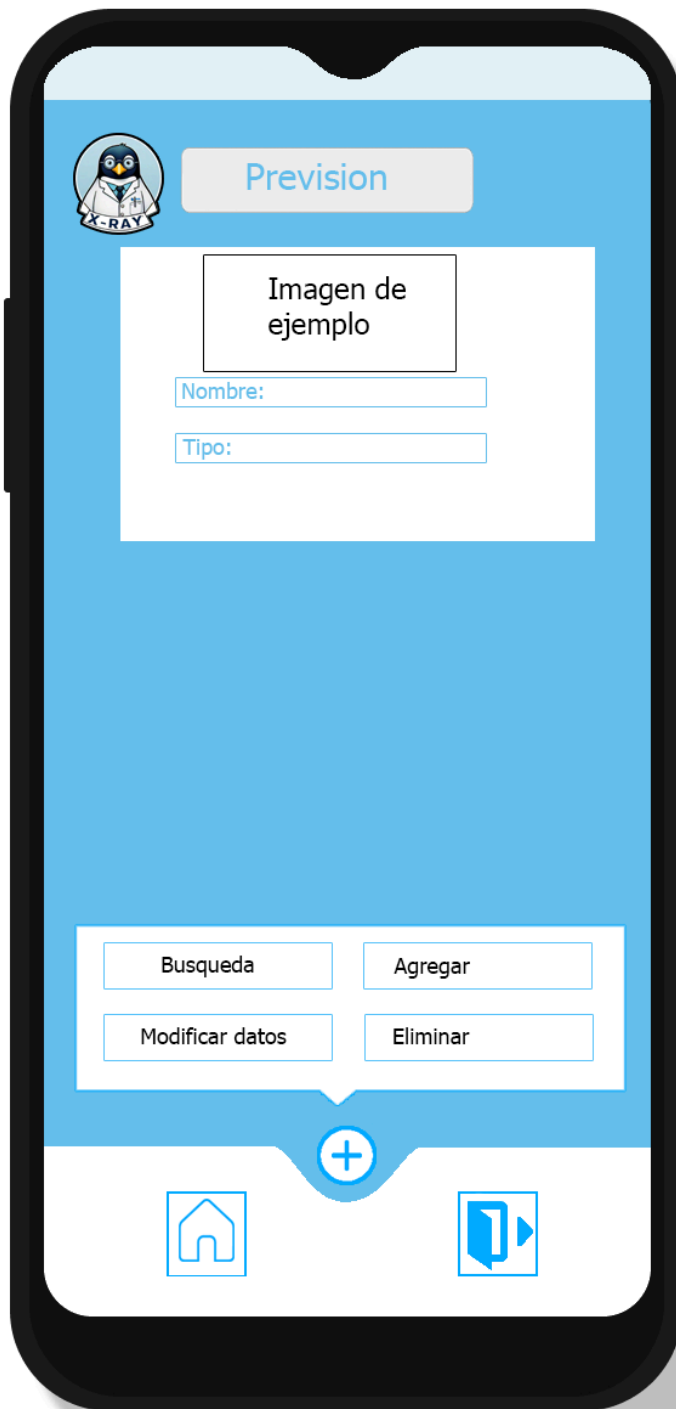 X-RAY
Prevision
Imagen de
ejemplo
Nombre:
Tipo:
Busqueda
Agregar
Modificar datos
Eliminar